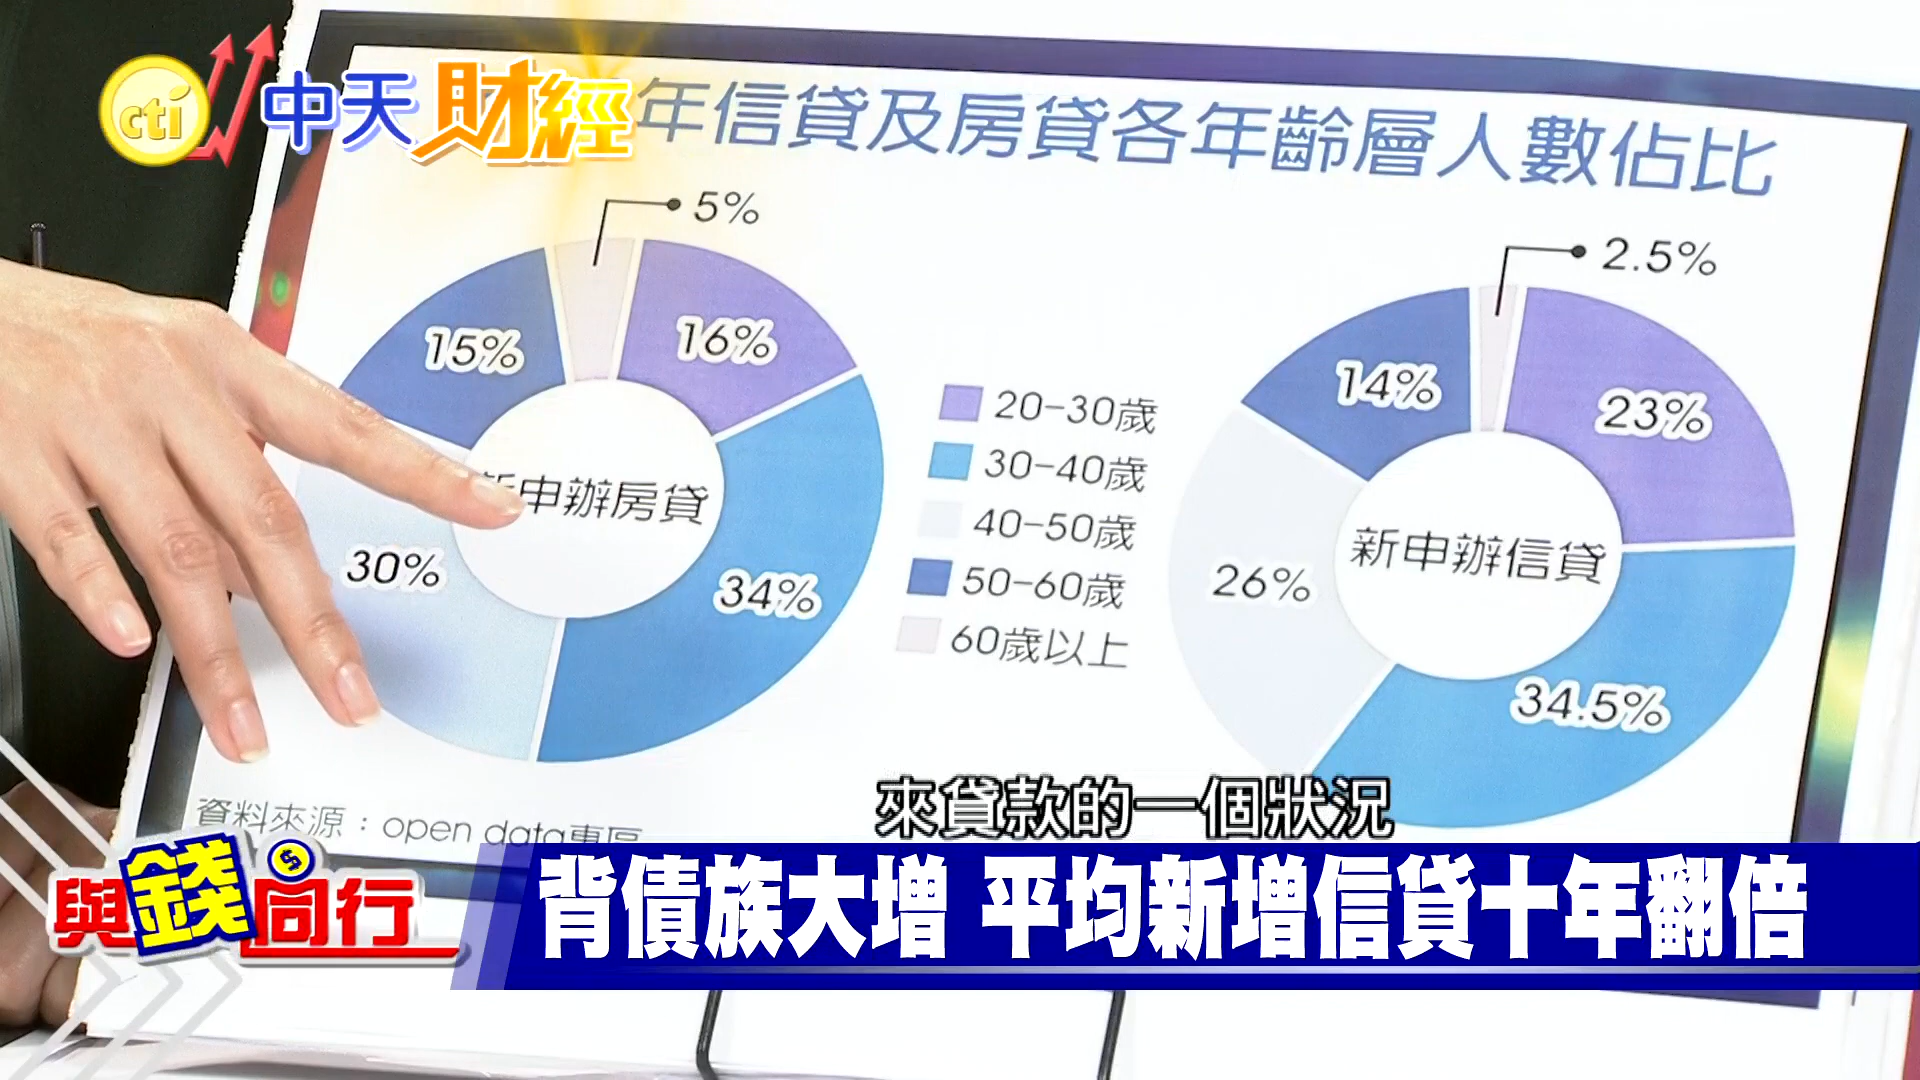 cti
中天財經
年信貸及房貸各年齡層人數佔比
5%
16%
15%
30%
34%
申辦房貸
20-30歲
30-40歲
40-50歲
50-60歲
60歲以上
2.5%
23%
14%
26%
34.5%
新申辦信貸
資料來源：open data專區
來貸款的一個狀況
與錢同行
背債族大增 平均新增信貸十年翻倍